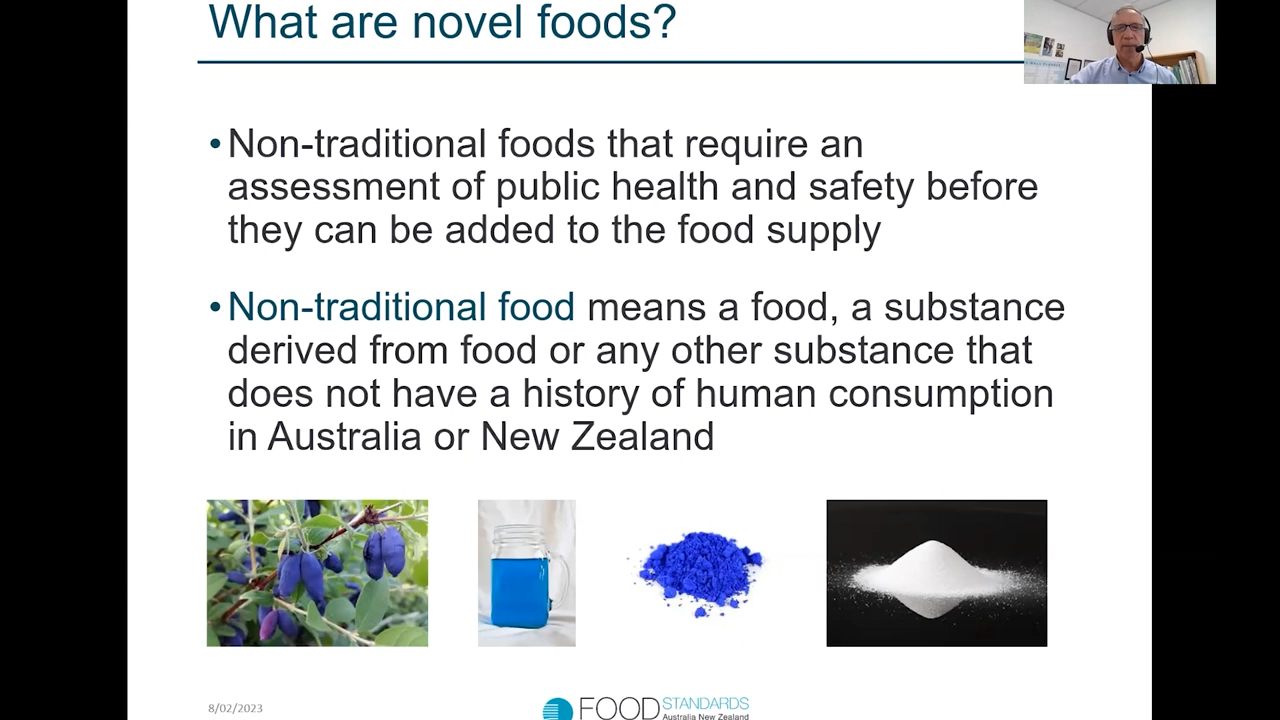 What are novel foods?
• Non-traditional foods that require an
assessment of public health and safety before
they can be added to the food supply
• Non-traditional food means a food, a substance
derived from food or any other substance that
does not have a history of human consumption
in Australia or New Zealand
8/02/2023
FOOD STANDARDS
Australia New Zealand